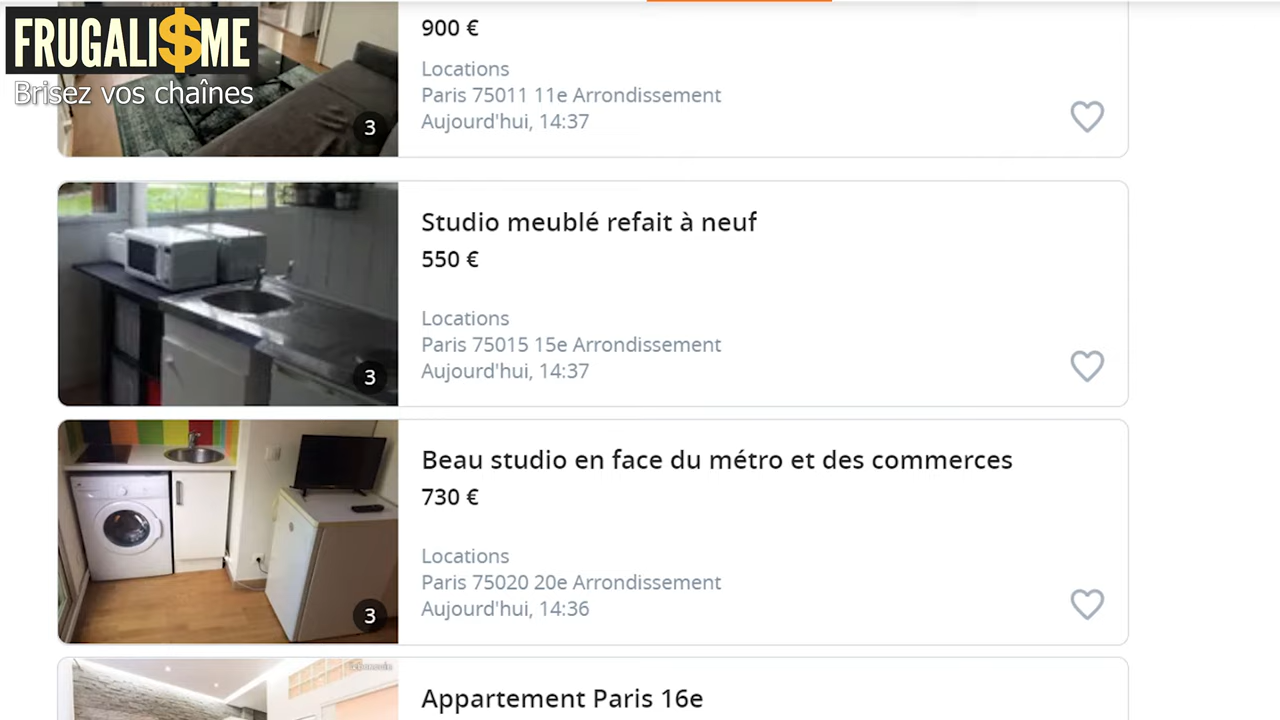 FRUGALI$ME
Brisez vos chaînes
900 €
Locations
Paris 75011 11e Arrondissement
Aujourd'hui, 14:37
3
Studio meublé refait à neuf
550 €
Locations
Paris 75015 15e Arrondissement
Aujourd'hui, 14:37
3
Beau studio en face du métro et des commerces
730 €
Locations
Paris 75020 20e Arrondissement
Aujourd'hui, 14:36
3
Appartement Paris 16e